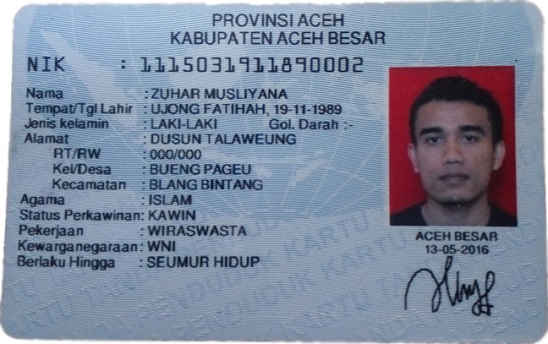 PROVINSI ACEH
KABUPATEN ACEH BESAR
NIK : 1115031911890002
Nama : ZUHAR MUSLIYANA
Tempat/Tgl Lahir : UJONG FATIHAH, 19-11-1989
Jenis kelamin : LAKI-LAKI Gol. Darah :-
Alamat : DUSUN TALAWEUNG
RT/RW : 000/000
Kel/Desa : BUENG PAGEU
Kecamatan : BLANG BINTANG
Agama : ISLAM
Status Perkawinan: KAWIN
Pekerjaan : WIRASWASTA
Kewarganegaraan: WNI
Berlaku Hingga : SEUMUR HIDUP
ACEH BESAR
13-05-2016